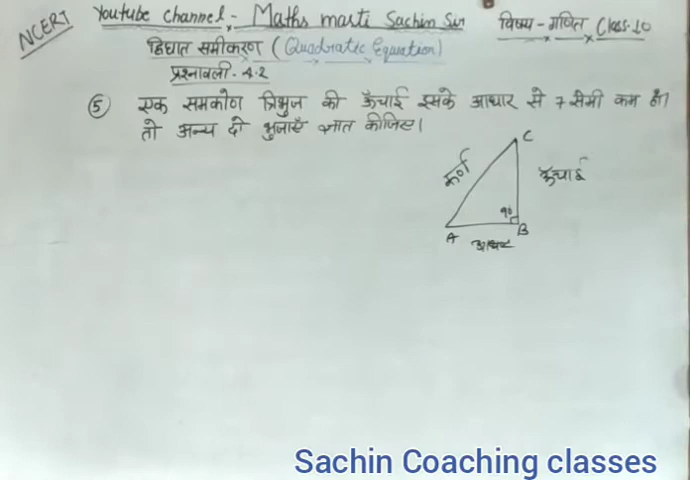 NCERT
Youtube channel - Maths masti Sachin Sir
विषय - गणित Class-10
द्विघात समीकरण (Quadratic Equation)
प्रश्नावली - 4.2
(5) एक समकोण त्रिभुज की ऊँचाई इसके आधार से 7 सेमी कम है।
तो अन्य दो भुजाएँ ज्ञात कीजिए।
C
कर्ण
ऊँचाई
90
A
B
आधार
Sachin Coaching classes